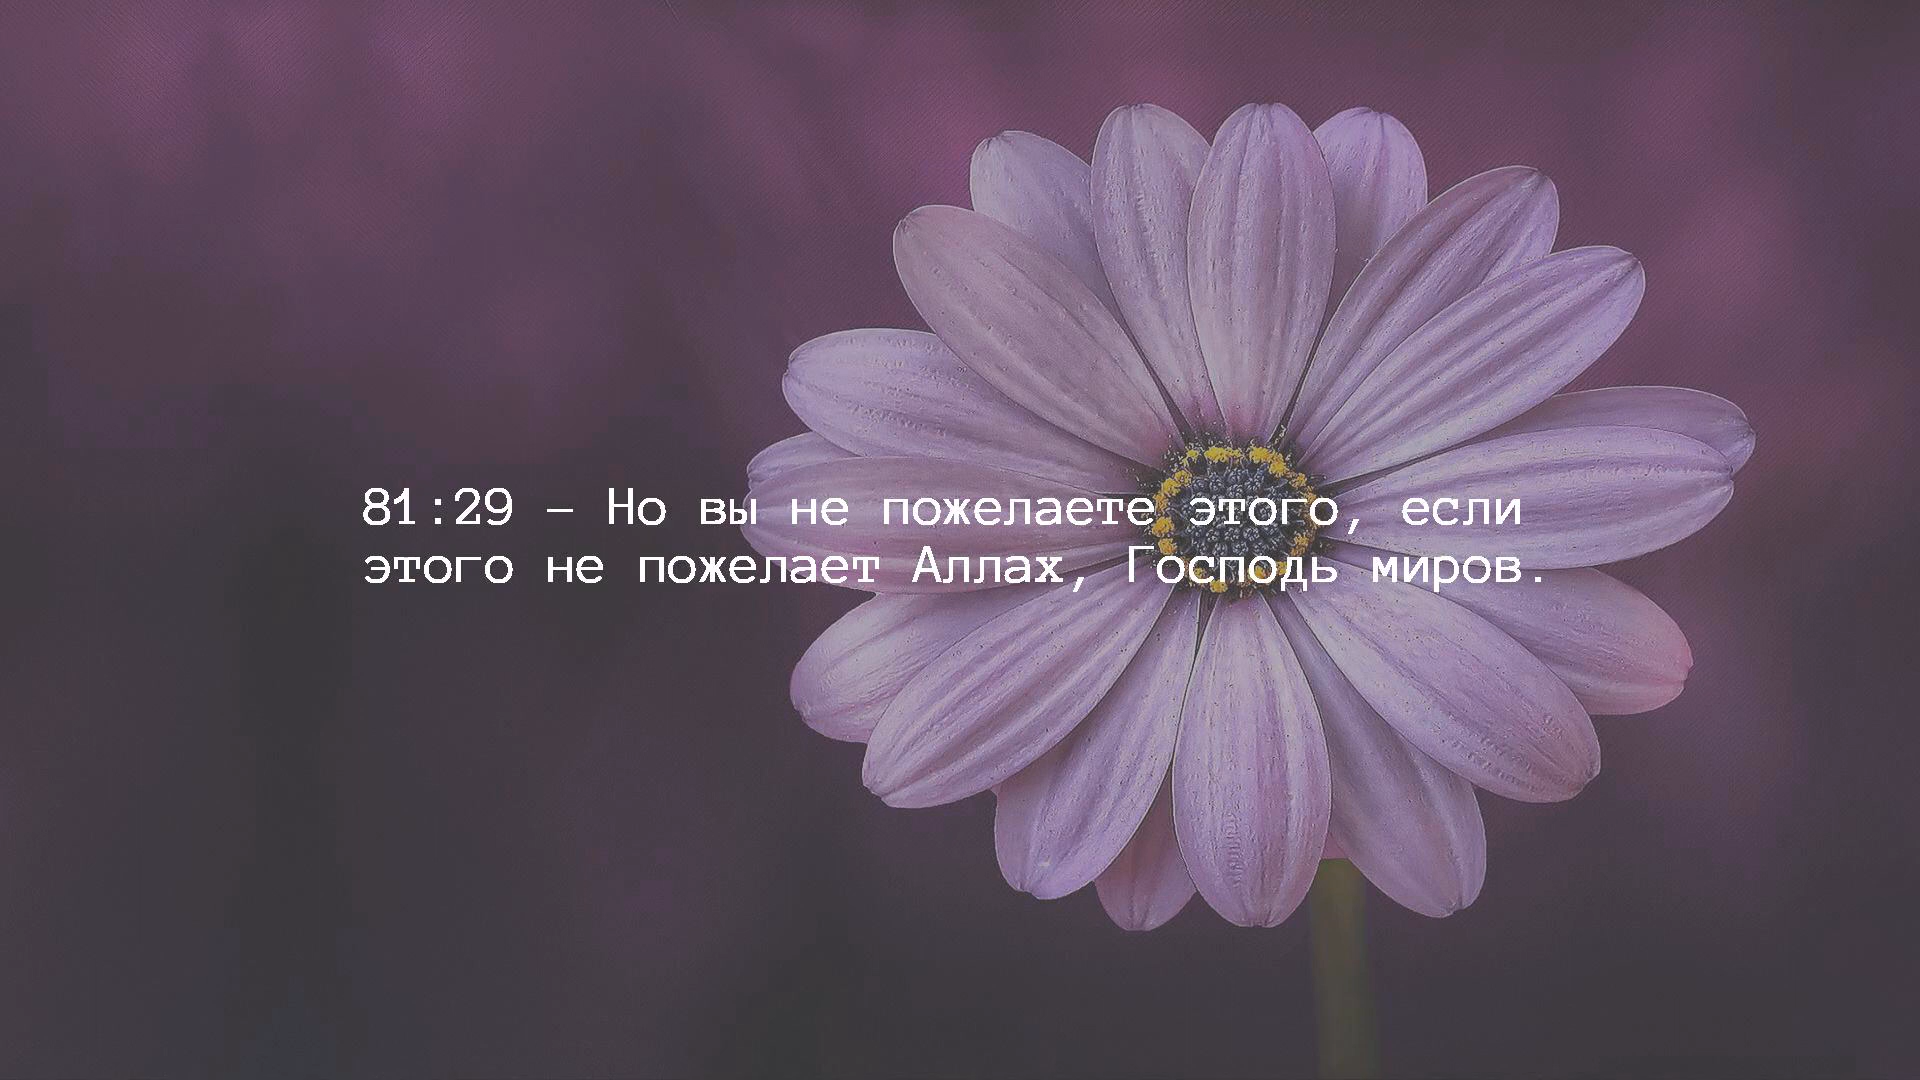 81:29 – Но вы не пожелаете этого, если
этого не пожелает Аллах, Господь миров.